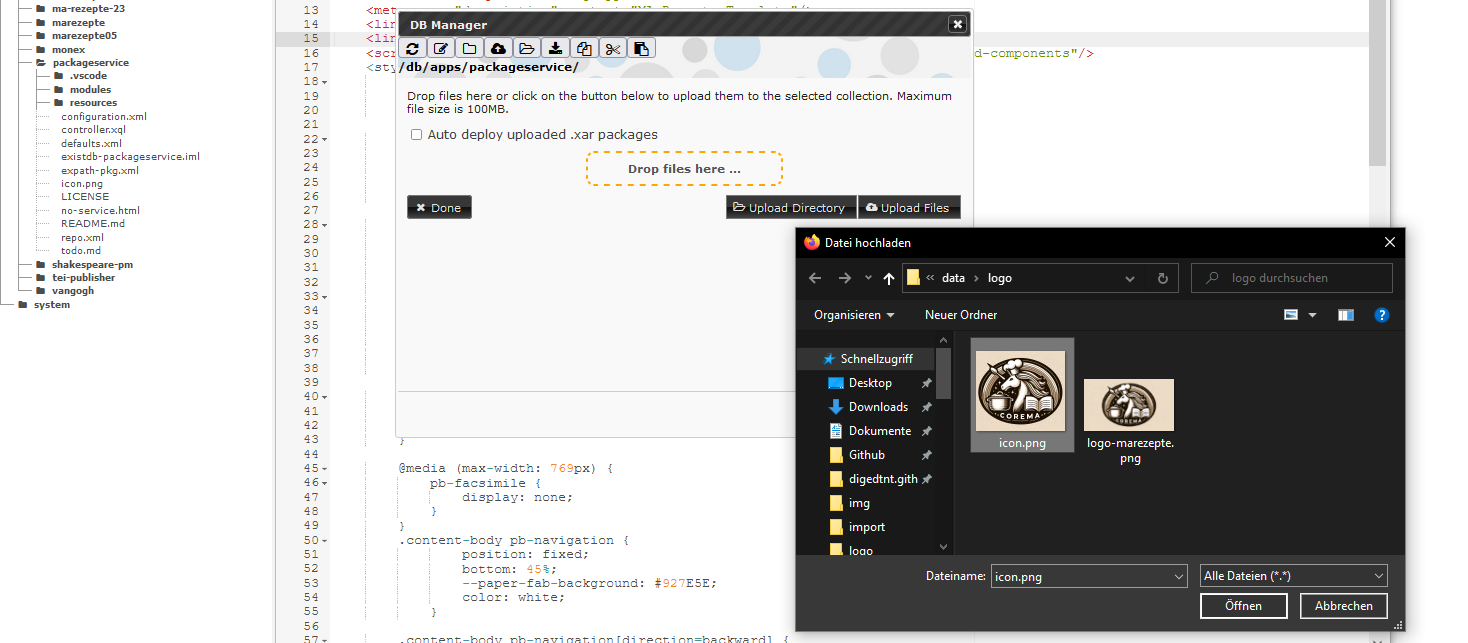 ma-rezepte-23
marezepte
marezepte05
monex
packageservice
.vscode
modules
resources
configuration.xml
controller.xql
defaults.xml
existdb-packageservice.iml
expath-pkg.xml
icon.png
LICENSE
no-service.html
README.md
repo.xml
todo.md
shakespeare-pm
tei-publisher
vangogh
system
13 <met
14 <lin
15 <lin
16 <scr d-components"/>
17 <sty
18
19
20
21
22
23
24
25
26
27
28
29
30
31
32
33
34
35
36
37
38
39
40
41
42
43 }
44
45 @media (max-width: 769px) {
46 pb-facsimile {
47 display: none;
48 }
49 }
50 .content-body pb-navigation {
51 position: fixed;
52 bottom: 45%;
53 --paper-fab-background: #927E5E;
54 color: white;
55 }
56
57 .content-body pb-navigation[direction=backward] {
DB Manager
/db/apps/packageservice/
Drop files here or click on the button below to upload them to the selected collection. Maximum
file size is 100MB.
Auto deploy uploaded .xar packages
Drop files here ...
Done
Upload Directory
Upload Files
Datei hochladen
« data › logo
logo durchsuchen
Organisieren
Neuer Ordner
Schnellzugriff
Desktop
Downloads
Dokumente
Github
digedtnt.gith
img
import
logo
COREMA
icon.png
COREMA
logo-marezepte.
png
Dateiname: icon.png
Alle Dateien (*.*)
Öffnen
Abbrechen